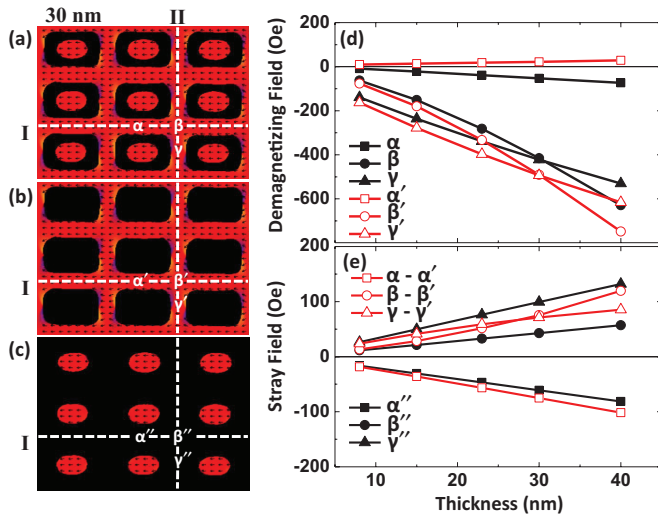 30 nm
II
(a)
α β
I
γ
(b)
α′ β′
I
γ′
(c)
α″ β″
I
γ″
(d)
200
0
-200
-400
-600
Demagnetizing Field (Oe)
α
β
γ
α′
β′
γ′
(e)
200
100
0
-100
-200
Stray Field (Oe)
α - α′
β - β′
γ - γ′
α″
β″
γ″
10 20 30 40
Thickness (nm)